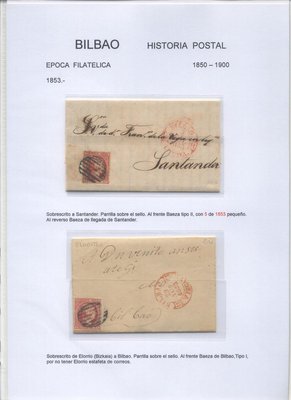 BILBAO HISTORIA POSTAL
EPOCA FILATELICA 1850 – 1900
1853.-
Santander
Sobrescrito a Santander. Parrilla sobre el sello. Al frente Baeza tipo II, con 5 de 1853 pequeño.
Al reverso Baeza de llegada de Santander.
Sobrescrito de Elorrio (Bizkaia) a Bilbao. Parrilla sobre el sello. Al frente Baeza de Bilbao,Tipo I,
por no tener Elorrio estafeta de correos.